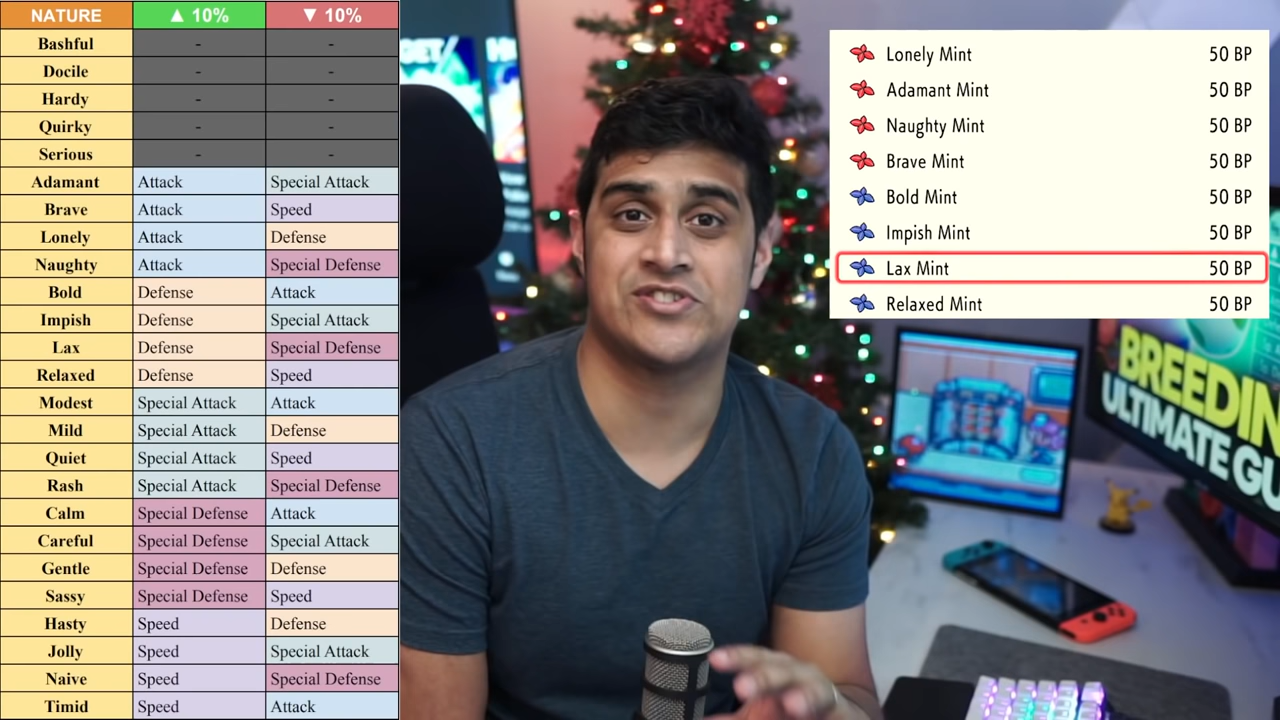 NATURE ▲ 10% ▼ 10%
Bashful - -
Docile - -
Hardy - -
Quirky - -
Serious - -
Adamant Attack Special Attack
Brave Attack Speed
Lonely Attack Defense
Naughty Attack Special Defense
Bold Defense Attack
Impish Defense Special Attack
Lax Defense Special Defense
Relaxed Defense Speed
Modest Special Attack Attack
Mild Special Attack Defense
Quiet Special Attack Speed
Rash Special Attack Special Defense
Calm Special Defense Attack
Careful Special Defense Special Attack
Gentle Special Defense Defense
Sassy Special Defense Speed
Hasty Speed Defense
Jolly Speed Special Attack
Naive Speed Special Defense
Timid Speed Attack
Lonely Mint 50 BP
Adamant Mint 50 BP
Naughty Mint 50 BP
Brave Mint 50 BP
Bold Mint 50 BP
Impish Mint 50 BP
Lax Mint 50 BP
Relaxed Mint 50 BP
BREEDIN
ULTIMATE GU